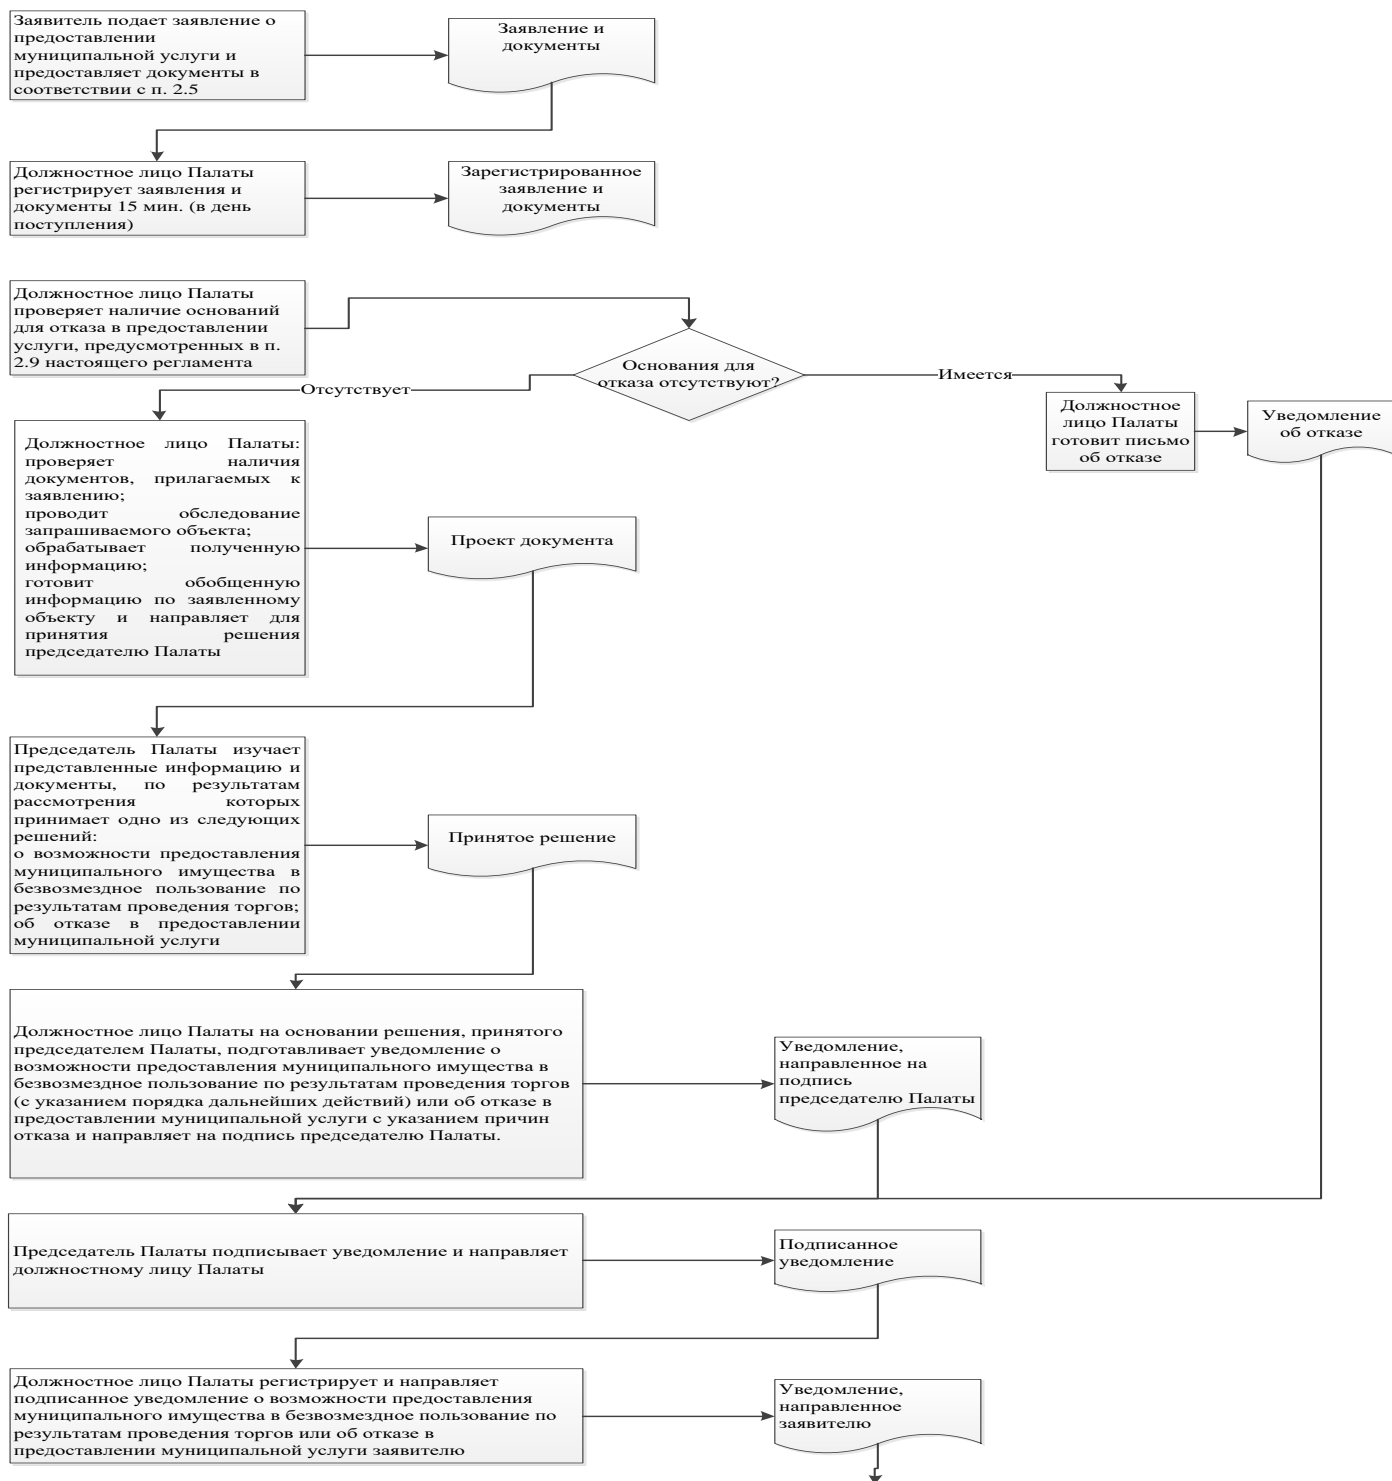 Заявитель подает заявление о
предоставлении
муниципальной услуги и
предоставляет документы в
соответствии с п. 2.5
Заявление и
документы
Должностное лицо Палаты
регистрирует заявления и
документы 15 мин. (в день
поступления)
Зарегистрированное
заявление и
документы
Должностное лицо Палаты
проверяет наличие оснований
для отказа в предоставлении
услуги, предусмотренных в п.
2.9 настоящего регламента
Основания для
отказа отсутствуют?
Отсутствует
Имеется
Должностное
лицо Палаты
готовит письмо
об отказе
Уведомление
об отказе
Должностное лицо Палаты:
проверяет наличия
документов, прилагаемых к
заявлению;
проводит обследование
запрашиваемого объекта;
обрабатывает полученную
информацию;
готовит обобщенную
информацию по заявленному
объекту и направляет для
принятия решения
председателю Палаты
Проект документа
Председатель Палаты изучает
представленные информацию и
документы, по результатам
рассмотрения которых
принимает одно из следующих
решений:
о возможности предоставления
муниципального имущества в
безвозмездное пользование по
результатам проведения торгов;
об отказе в предоставлении
муниципальной услуги
Принятое решение
Должностное лицо Палаты на основании решения, принятого
председателем Палаты, подготавливает уведомление о
возможности предоставления муниципального имущества в
безвозмездное пользование по результатам проведения торгов
(с указанием порядка дальнейших действий) или об отказе в
предоставлении муниципальной услуги с указанием причин
отказа и направляет на подпись председателю Палаты.
Уведомление,
направленное на
подпись
председателю Палаты
Председатель Палаты подписывает уведомление и направляет
должностному лицу Палаты
Подписанное
уведомление
Должностное лицо Палаты регистрирует и направляет
подписанное уведомление о возможности предоставления
муниципального имущества в безвозмездное пользование по
результатам проведения торгов или об отказе в
предоставлении муниципальной услуги заявителю
Уведомление,
направленное
заявителю